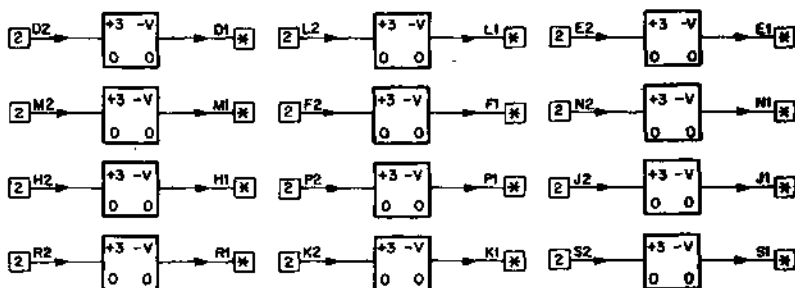 2 D2 +3 -V 0 0 D1 * 2 L2 +3 -V 0 0 L1 * 2 E2 +3 -V 0 0 E1 *
2 M2 +3 -V 0 0 M1 * 2 F2 +3 -V 0 0 F1 * 2 N2 +3 -V 0 0 N1 *
2 H2 +3 -V 0 0 H1 * 2 P2 +3 -V 0 0 P1 * 2 J2 +3 -V 0 0 J1 *
2 R2 +3 -V 0 0 R1 * 2 K2 +3 -V 0 0 K1 * 2 S2 +3 -V 0 0 S1 *